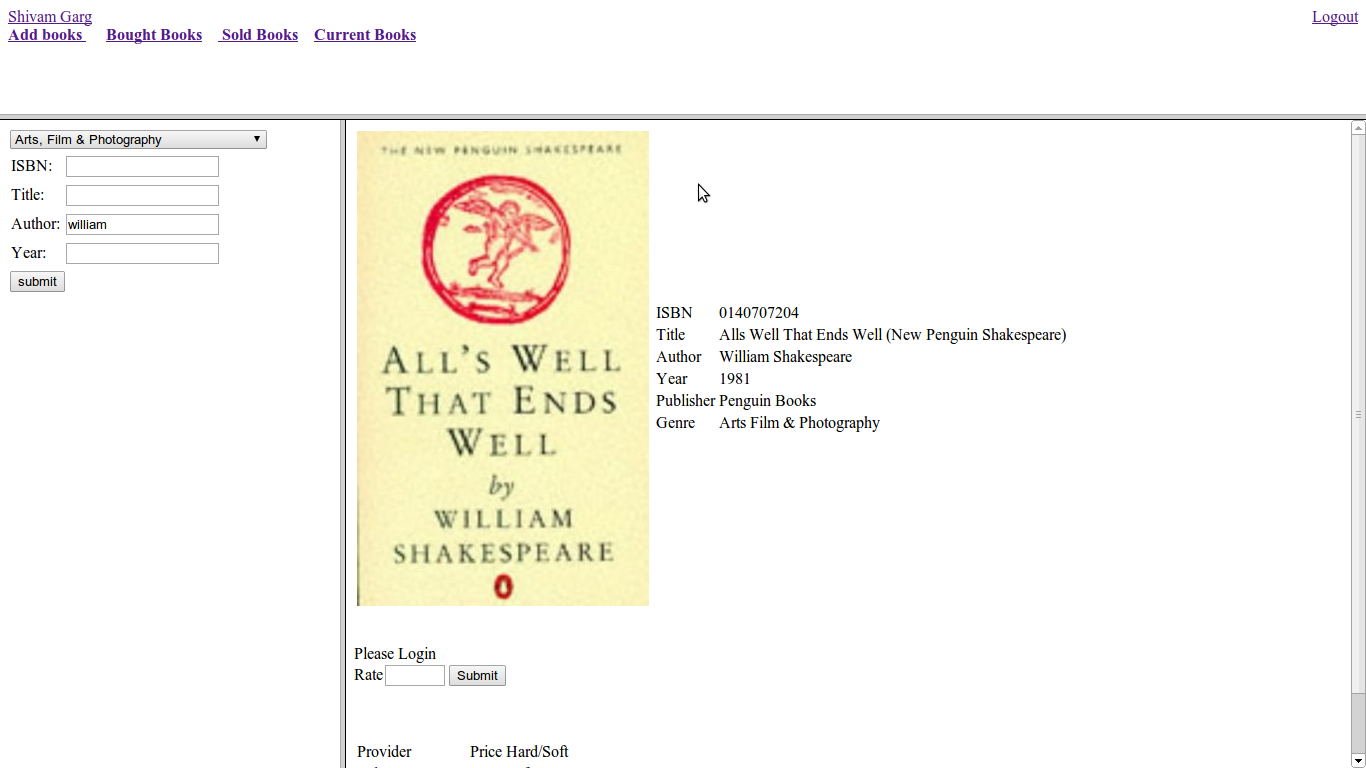 Shivam Garg
Logout
Add books Bought Books Sold Books Current Books
Arts, Film & Photography
ISBN:
Title:
Author: william
Year:
submit
THE NEW PENGUIN SHAKESPEARE
ALL'S WELL
THAT ENDS
WELL
by
WILLIAM
SHAKESPEARE
ISBN 0140707204
Title Alls Well That Ends Well (New Penguin Shakespeare)
Author William Shakespeare
Year 1981
Publisher Penguin Books
Genre Arts Film & Photography
Please Login
Rate Submit
Provider Price Hard/Soft